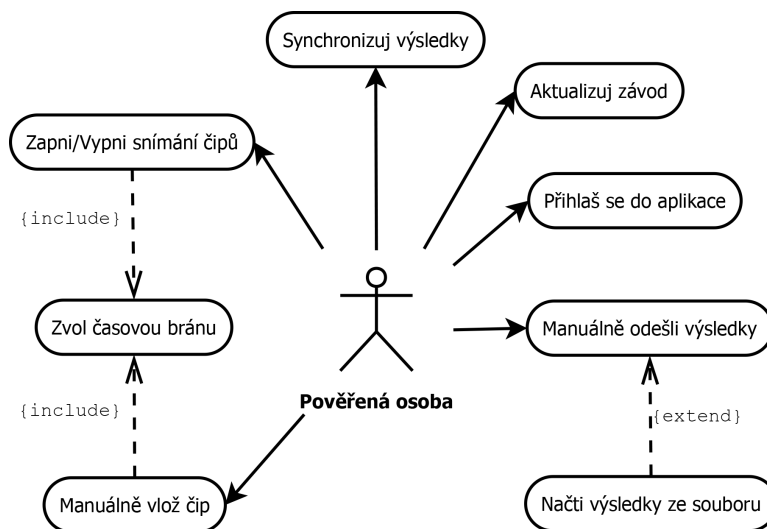 Synchronizuj výsledky
Aktualizuj závod
Zapni/Vypni snímání čipů
Přihlaš se do aplikace
{include}
Zvol časovou bránu
Manuálně odešli výsledky
Pověřená osoba
{include}
{extend}
Manuálně vlož čip
Načti výsledky ze souboru